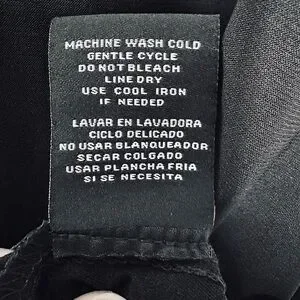 MACHINE WASH COLD
GENTLE CYCLE
DO NOT BLEACH
LINE DRY
USE COOL IRON
IF NEEDED
LAVAR EN LAVADORA
CICLO DELICADO
NO USAR BLANQUEADOR
SECAR COLGADO
USAR PLANCHA FRIA
SI SE NECESITA